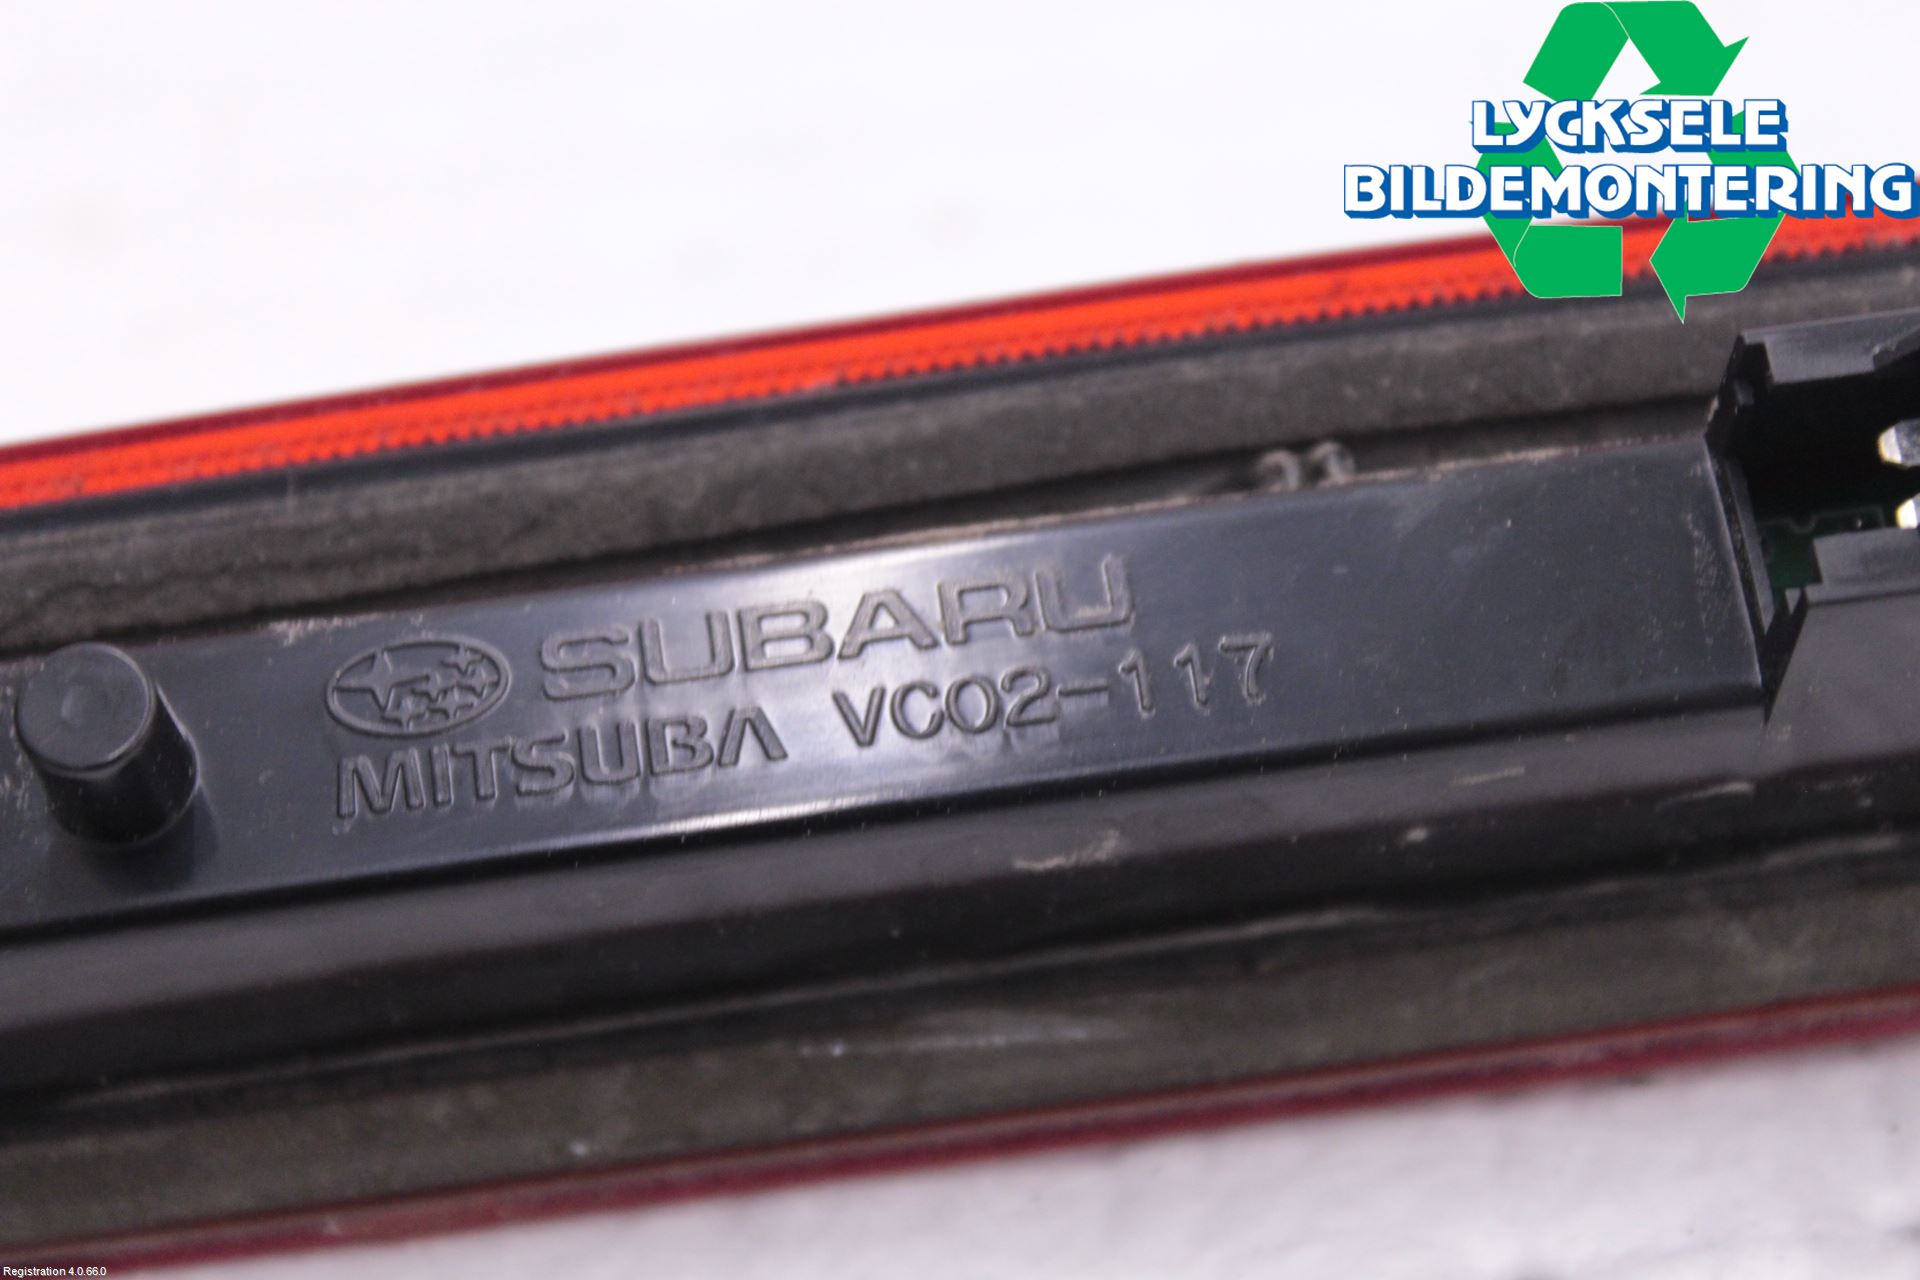 LYCKSELE
BILDEMONTERING
SUBARU
MITSUBA VC02-117
Registration 4.0.66.0